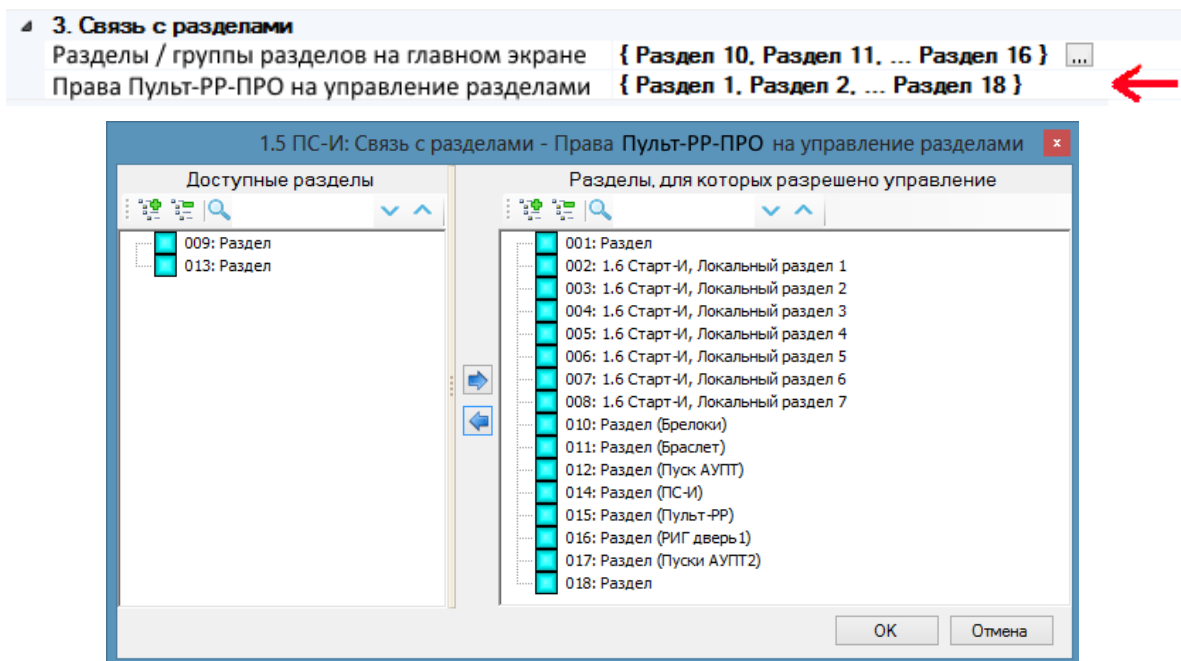 3. Связь с разделами
Разделы / группы разделов на главном экране { Раздел 10, Раздел 11, ... Раздел 16 } ...
Права Пульт-РР-ПРО на управление разделами { Раздел 1, Раздел 2, ... Раздел 18 }
1.5 ПС-И: Связь с разделами - Права Пульт-РР-ПРО на управление разделами x
Доступные разделы
009: Раздел
013: Раздел
Разделы, для которых разрешено управление
001: Раздел
002: 1.6 Старт-И, Локальный раздел 1
003: 1.6 Старт-И, Локальный раздел 2
004: 1.6 Старт-И, Локальный раздел 3
005: 1.6 Старт-И, Локальный раздел 4
006: 1.6 Старт-И, Локальный раздел 5
007: 1.6 Старт-И, Локальный раздел 6
008: 1.6 Старт-И, Локальный раздел 7
010: Раздел (Брелоки)
011: Раздел (Браслет)
012: Раздел (Пуск АУПТ)
014: Раздел (ПС-И)
015: Раздел (Пульт-РР)
016: Раздел (РИГ дверь1)
017: Раздел (Пуски АУПТ2)
018: Раздел
OK Отмена